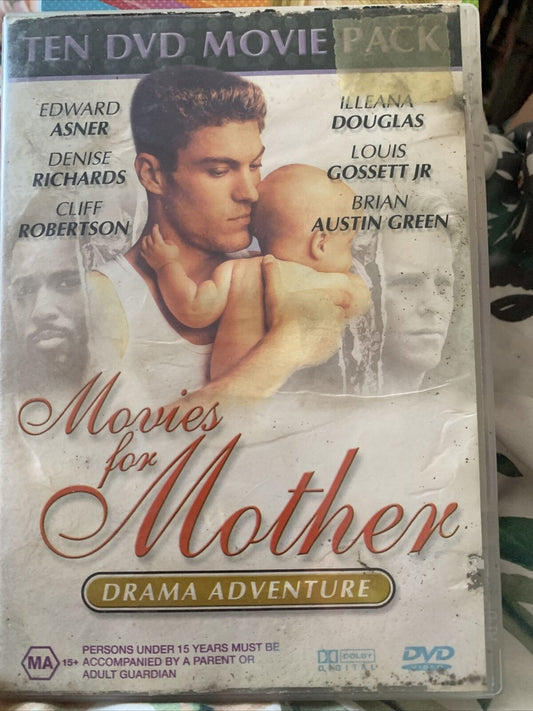 TEN DVD MOVIE PACK
EDWARD
ASNER
DENISE
RICHARDS
CLIFF
ROBERTSON
ILLEANA
DOUGLAS
LOUIS
GOSSETT JR
BRIAN
AUSTIN GREEN
Movies
for
Mother
DRAMA ADVENTURE
MA 15+
PERSONS UNDER 15 YEARS MUST BE
ACCOMPANIED BY A PARENT OR
ADULT GUARDIAN
DOLBY
DIGITAL
DVD
VIDEO